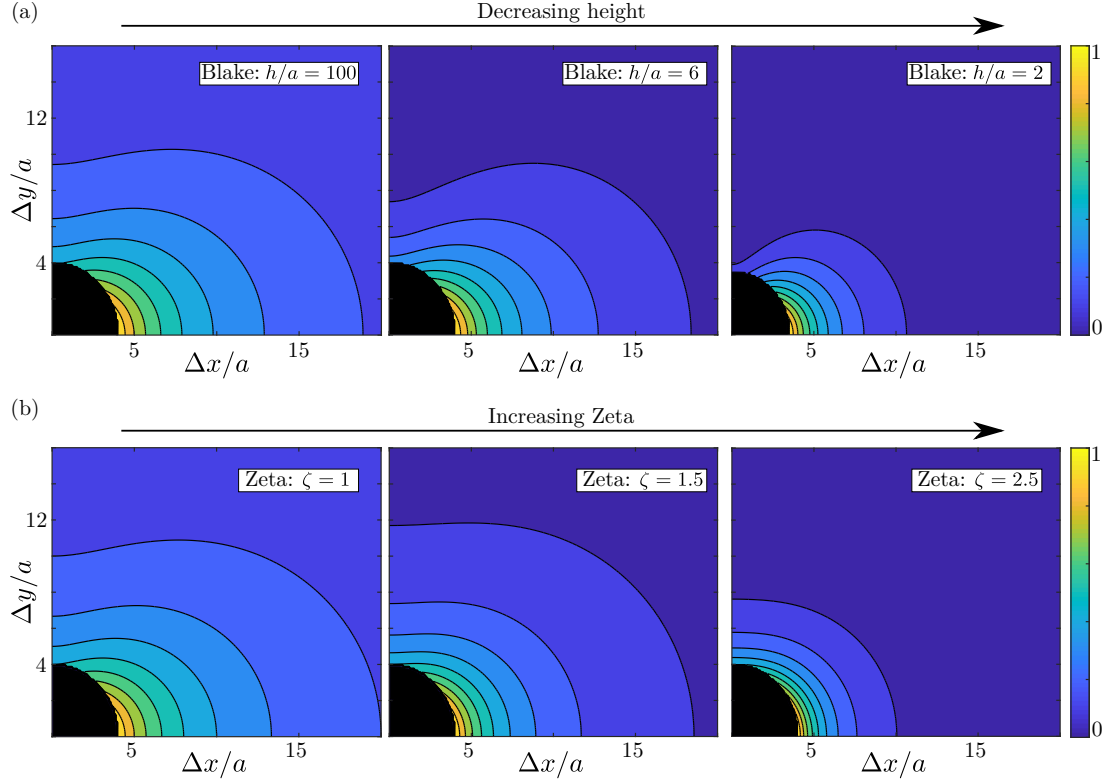 (a)
Decreasing height
Blake: h/a = 100
Blake: h/a = 6
Blake: h/a = 2
1
12
Δy/a
4
0
5
15
5
15
5
15
Δx/a
Δx/a
Δx/a
(b)
Increasing Zeta
Zeta: ζ = 1
Zeta: ζ = 1.5
Zeta: ζ = 2.5
1
12
Δy/a
4
0
5
15
5
15
5
15
Δx/a
Δx/a
Δx/a